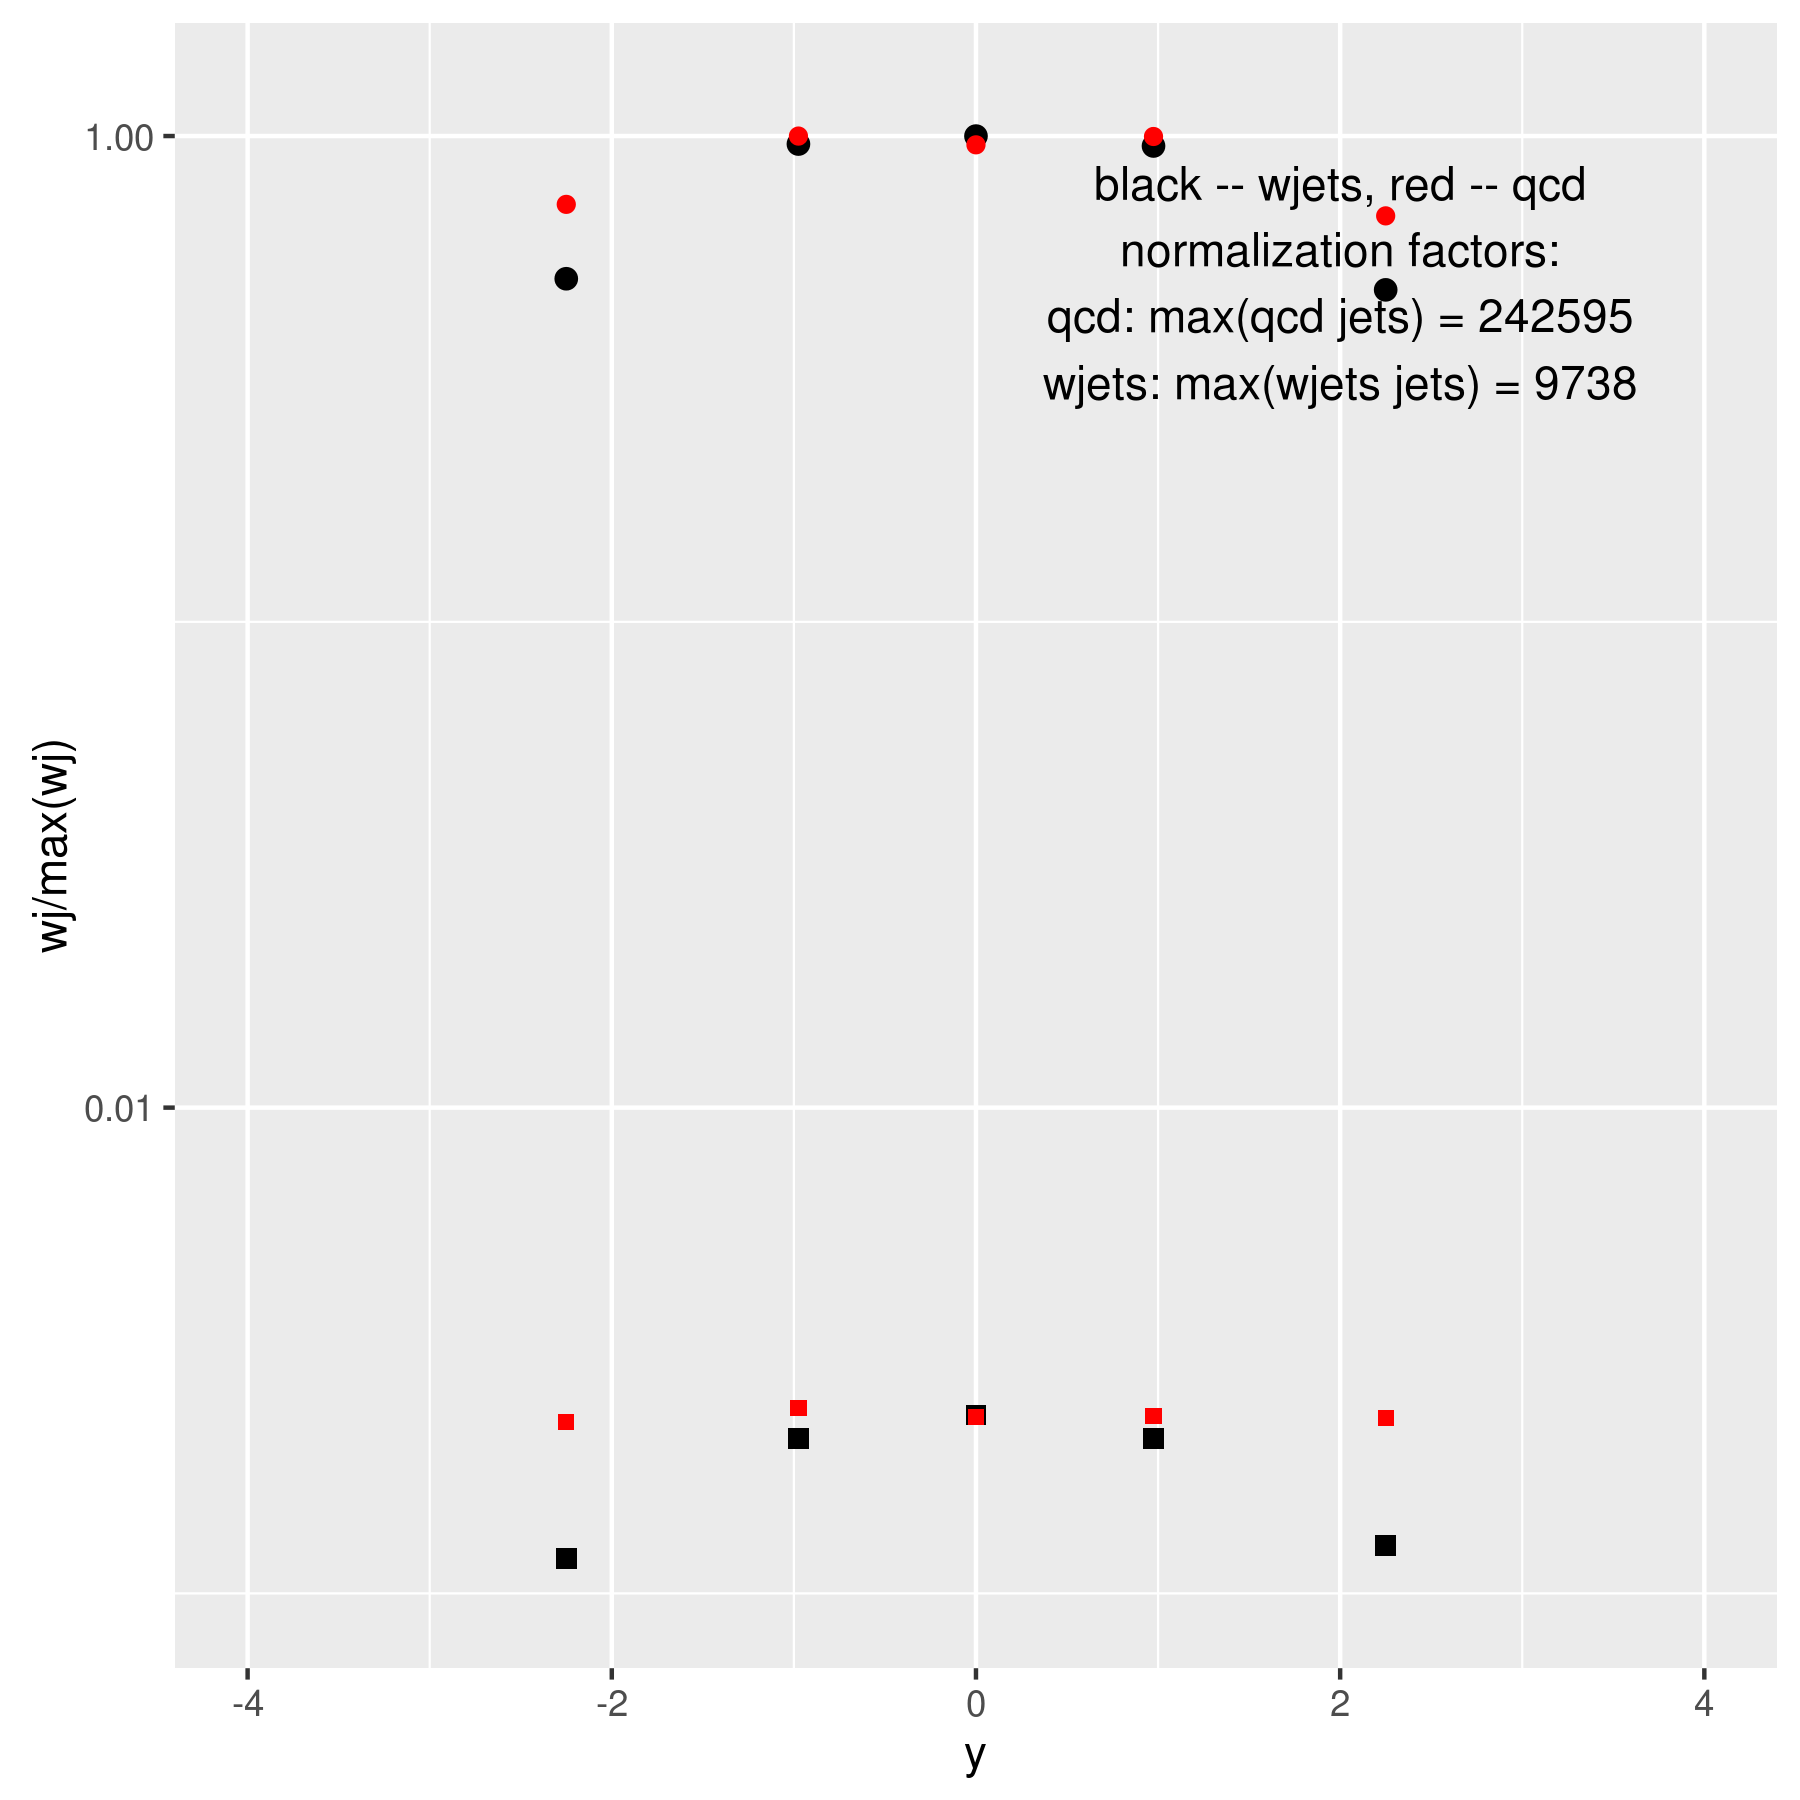 1.00
black -- wjets, red -- qcd
normalization factors:
qcd: max(qcd jets) = 242595
wjets: max(wjets jets) = 9738
wj/max(wj)
0.01
-4 -2 0 2 4
y